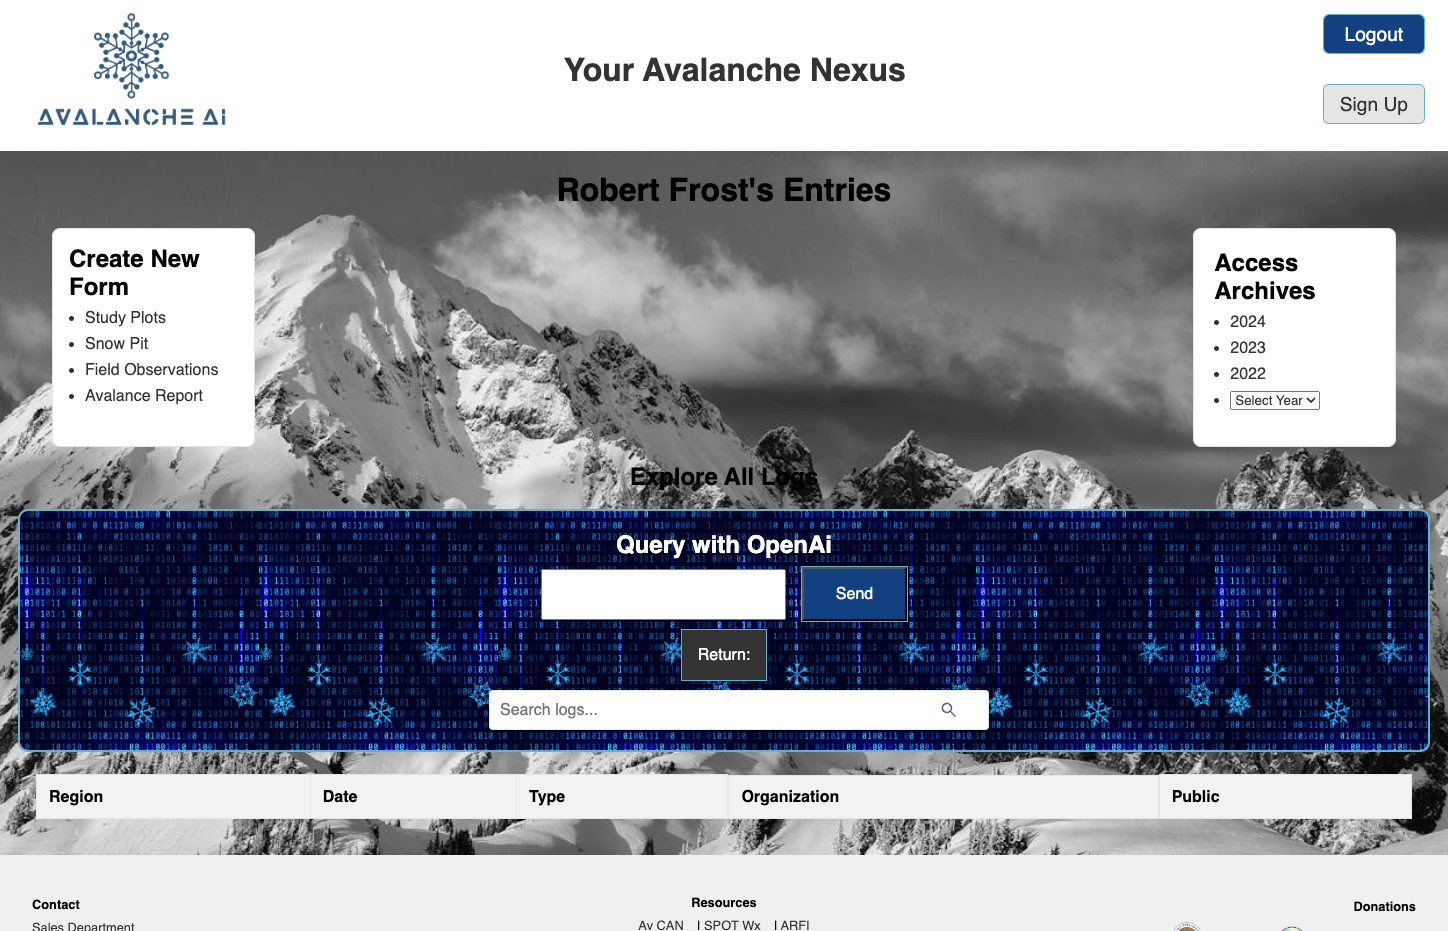 AVALANCHE AI
Your Avalanche Nexus
Logout
Sign Up
Robert Frost's Entries
Create New
Form
Study Plots
Snow Pit
Field Observations
Avalance Report
Access
Archives
2024
2023
2022
Select Year
Explore All Logs
Query with OpenAi
Send
Return:
Search logs...
Region Date Type Organization Public
Contact
Sales Department
Resources
Av CAN | SPOT Wx | ARFI
Donations